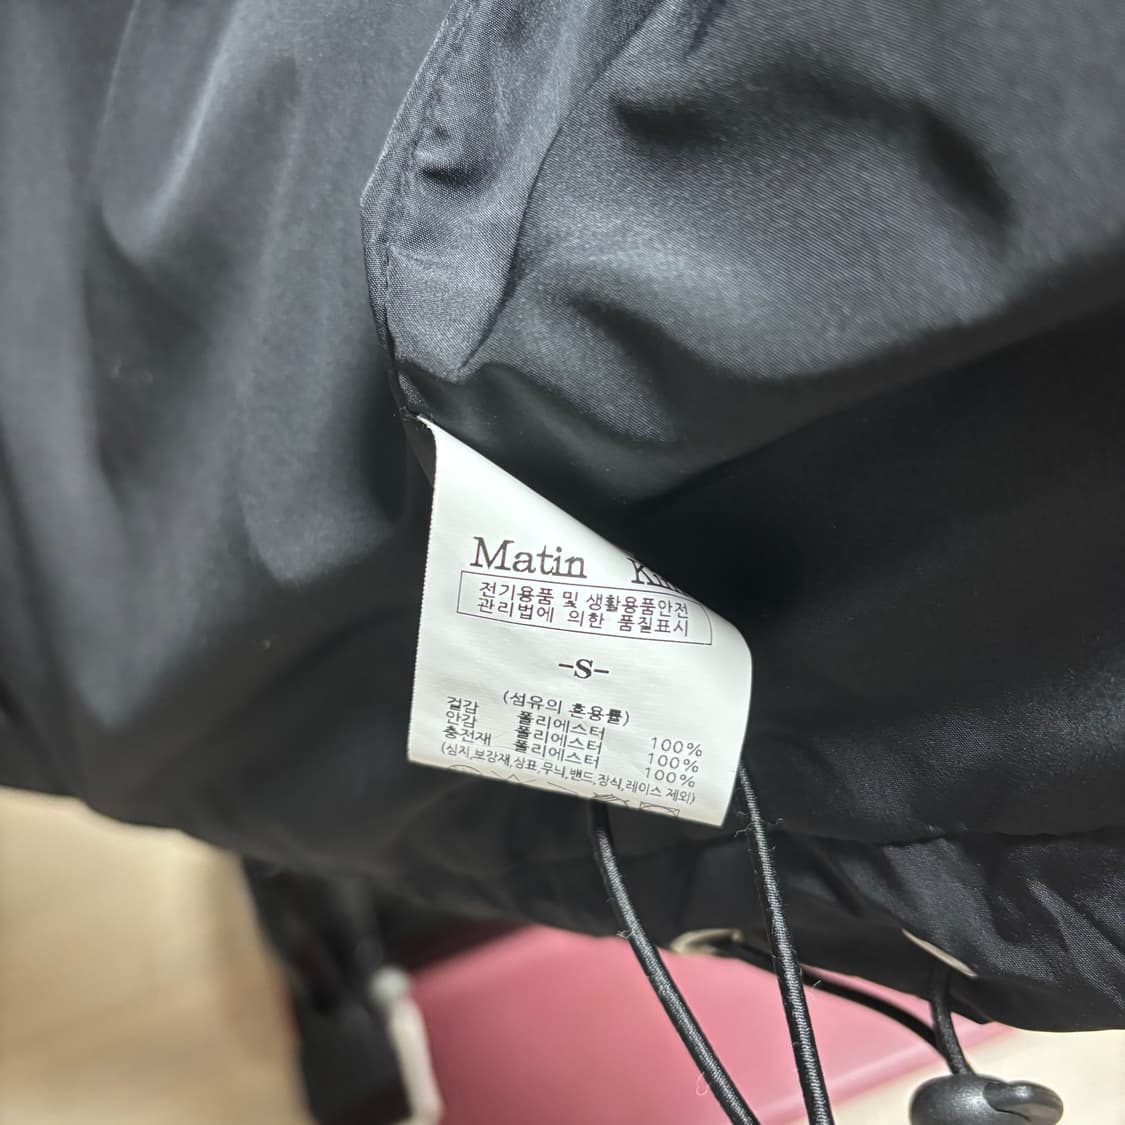 Matin
전기용품 및 생활용품안전
관리법에 의한 품질표시
-S-
(섬유의 혼용률)
겉감 폴리에스터 100%
안감 폴리에스터 100%
충전재 폴리에스터 100%
(심지,보강재,상표,무늬,밴드,장식,레이스 제외)